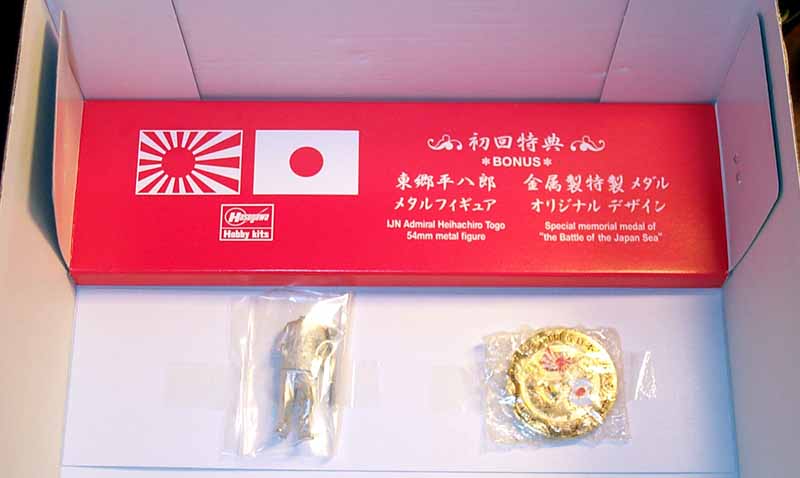 初回特典
*BONUS*
東郷平八郎
メタルフィギュア
IJN Admiral Heihachiro Togo
54mm metal figure
金属製特製メダル
オリジナル デザイン
Special memorial medal of
"the Battle of the Japan Sea"
Hasegawa
Hobby kits